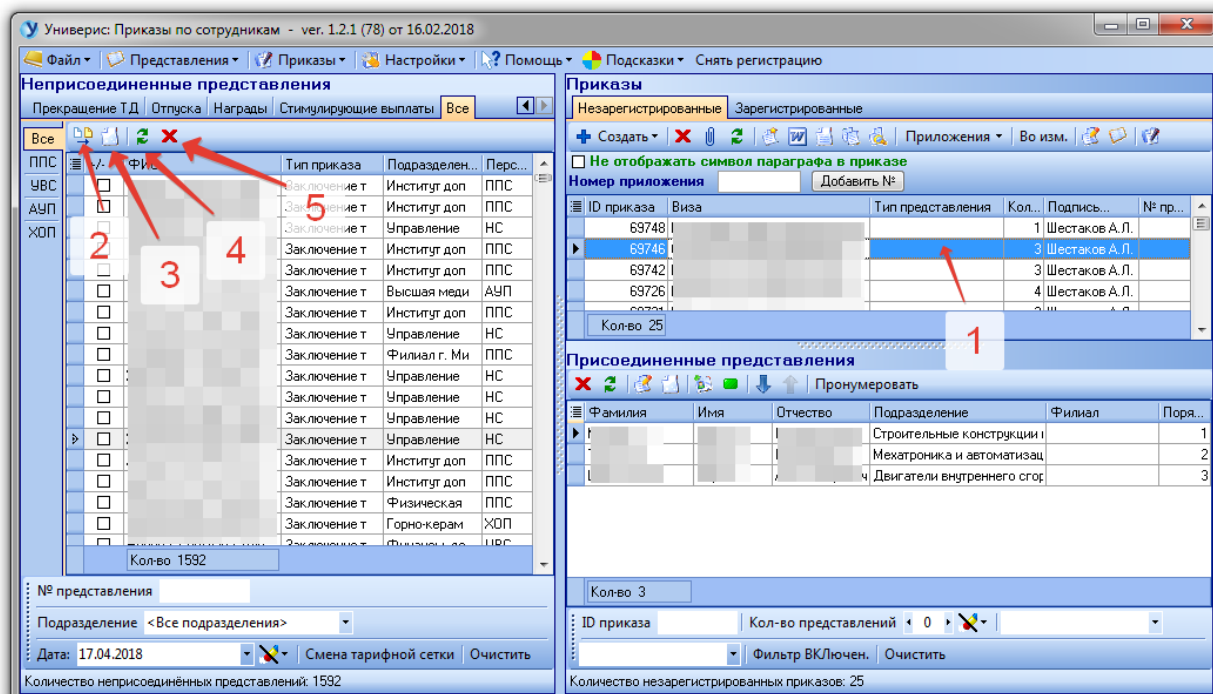 Универис: Приказы по сотрудникам - ver. 1.2.1 (78) от 16.02.2018
Файл Представления Приказы Настройки Помощь Подсказки Снять регистрацию
Неприсоединенные представления
Прекращение ТД Отпуска Награды Стимулирующие выплаты Все
Все
ППС
УВС
АУП
ХОП
+/- Тип приказа Подразделен... Перс...
Заключение т Институт доп ППС
Заключение т Институт доп ППС
Заключение т Управление НС
Заключение т Институт доп ППС
Заключение т Институт доп ППС
Заключение т Высшая меди АУП
Заключение т Институт доп ППС
Заключение т Управление НС
Заключение т Филиал г. Ми ППС
Заключение т Управление НС
Заключение т Управление НС
Заключение т Управление НС
Заключение т Управление НС
Заключение т Институт доп ППС
Заключение т Институт доп ППС
Заключение т Физическая ППС
Заключение т Горно-керам ХОП
Кол-во 1592
2
3
4
5
№ представления
Подразделение <Все подразделения>
Дата: 17.04.2018 Смена тарифной сетки Очистить
Количество неприсоединённых представлений: 1592
Приказы
Незарегистрированные Зарегистрированные
Создать Приложения Во изм.
Не отображать символ параграфа в приказе
Номер приложения Добавить №
ID приказа Виза Тип представления Кол... Подпись... № пр...
69748 1 Шестаков А.Л.
69746 3 Шестаков А.Л.
69742 3 Шестаков А.Л.
69726 4 Шестаков А.Л.
Кол-во 25
1
Присоединенные представления
Пронумеровать
Фамилия Имя Отчество Подразделение Филиал Поря...
Строительные конструкции 1
Мехатроника и автоматизац 2
Двигатели внутреннего сгор 3
Кол-во 3
ID приказа Кол-во представлений 0
Фильтр ВКЛючен. Очистить
Количество незарегистрированных приказов: 25